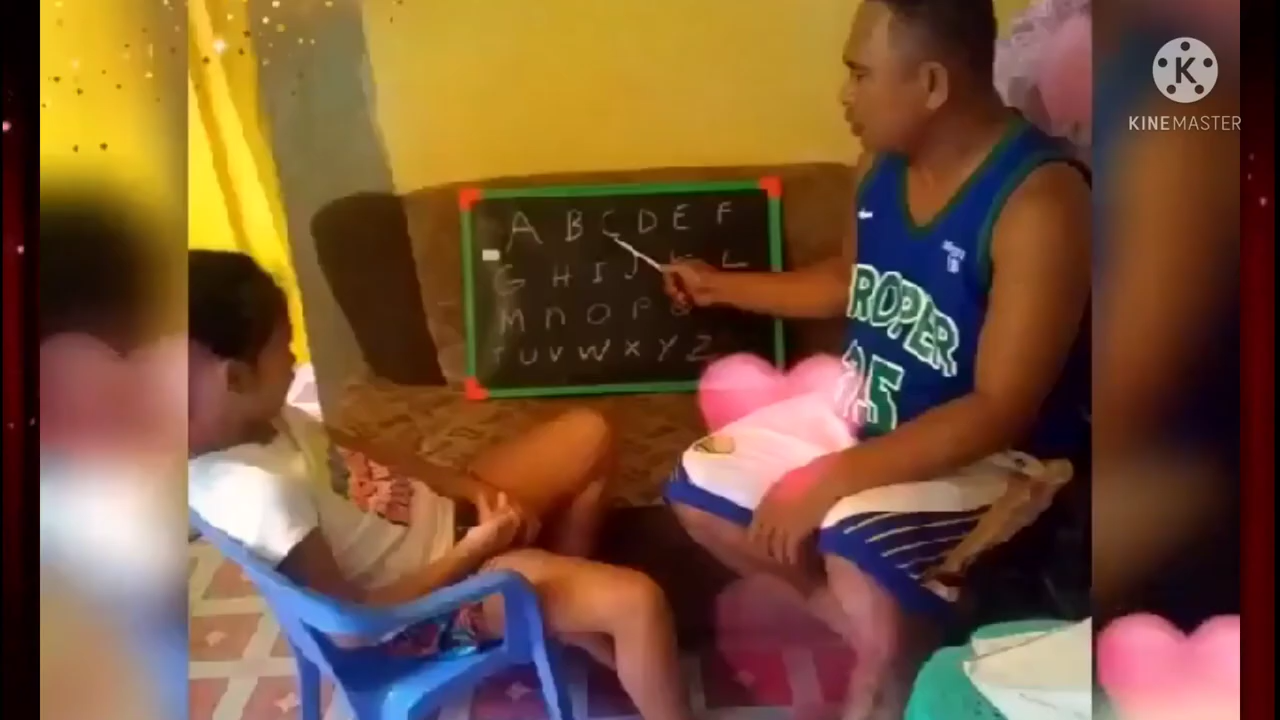 A B C D E F
G H I J K L
M n O P Q
T U V W X Y Z
ROPER
25
K
KINEMASTER